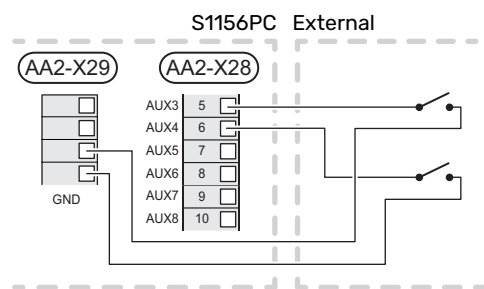 S1156PC External
AA2-X29 AA2-X28
AUX3 5
AUX4 6
AUX5 7
AUX6 8
AUX7 9
AUX8 10
GND